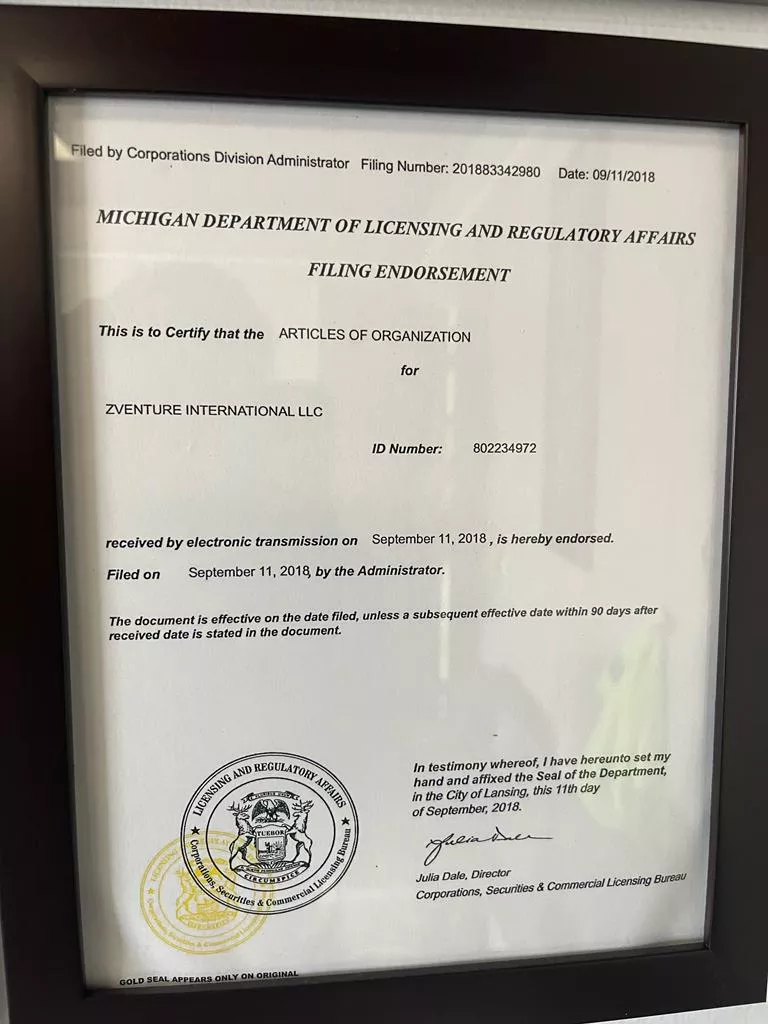 Filed by Corporations Division Administrator Filing Number: 201883342980 Date: 09/11/2018
MICHIGAN DEPARTMENT OF LICENSING AND REGULATORY AFFAIRS
FILING ENDORSEMENT
This is to Certify that the ARTICLES OF ORGANIZATION
for
ZVENTURE INTERNATIONAL LLC
ID Number: 802234972
received by electronic transmission on September 11, 2018 , is hereby endorsed.
Filed on September 11, 2018, by the Administrator.
The document is effective on the date filed, unless a subsequent effective date within 90 days after
received date is stated in the document.
In testimony whereof, I have hereunto set my
hand and affixed the Seal of the Department,
in the City of Lansing, this 11th day
of September, 2018.
Julia Dale
Julia Dale, Director
Corporations, Securities & Commercial Licensing Bureau
LICENSING AND REGULATORY AFFAIRS
TUEBOR
CIRCUMSPICE
Corporations, Securities & Commercial Licensing Bureau
GOLD SEAL APPEARS ONLY ON ORIGINAL